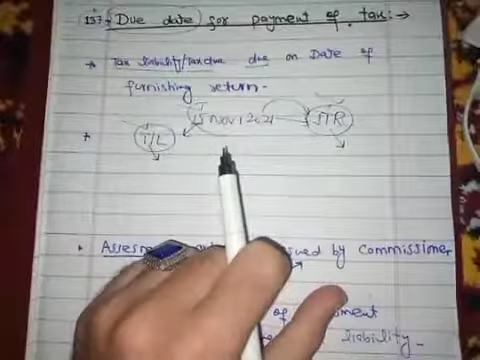 137. Due date for payment of tax:→
→ Tax liability/Tax due due on Date of
furnishing return.
15 Nov 2021 ITR
T/L
Assesm issued by Commissioner
of
liability.